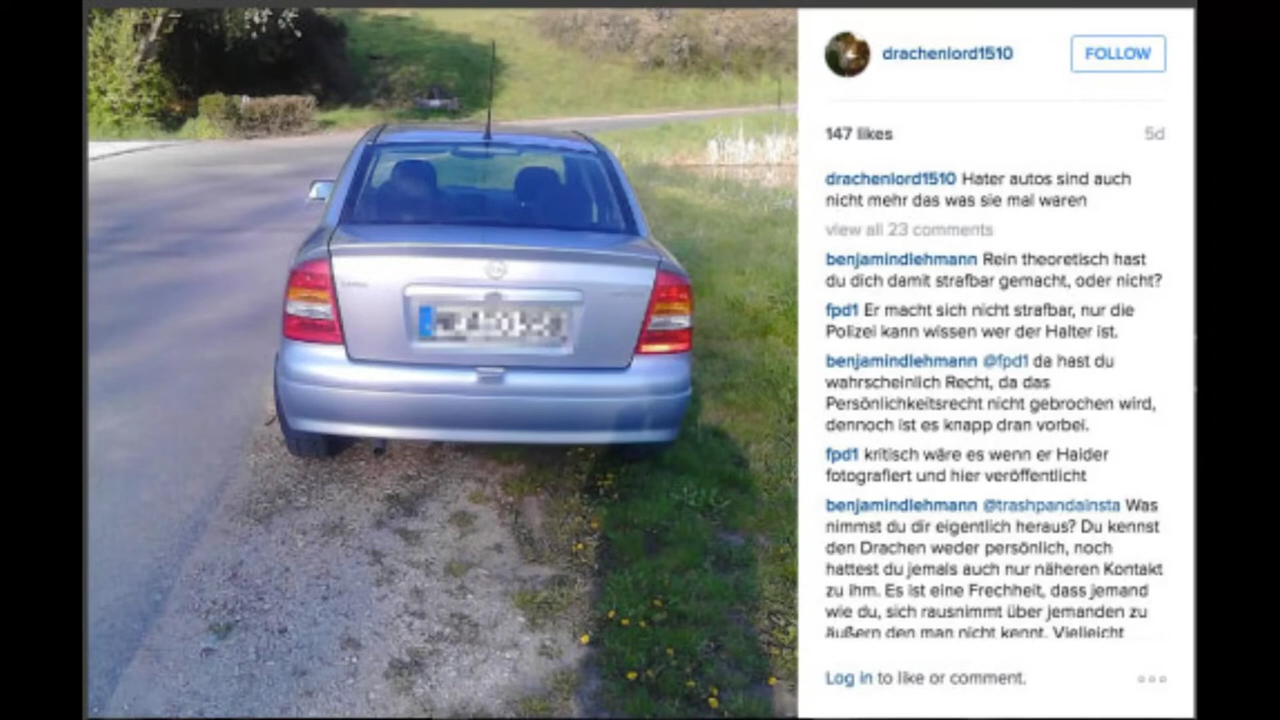 drachenlord1510
FOLLOW
147 likes
5d
drachenlord1510 Hater autos sind auch
nicht mehr das was sie mal waren
view all 23 comments
benjamindlehmann Rein theoretisch hast
du dich damit strafbar gemacht, oder nicht?
fpd1 Er macht sich nicht strafbar, nur die
Polizei kann wissen wer der Halter ist.
benjamindlehmann @fpd1 da hast du
wahrscheinlich Recht, da das
Persönlichkeitsrecht nicht gebrochen wird,
dennoch ist es knapp dran vorbei.
fpd1 kritisch wäre es wenn er Haider
fotografiert und hier veröffentlicht
benjamindlehmann @trashpandainsta Was
nimmst du dir eigentlich heraus? Du kennst
den Drachen weder persönlich, noch
hattest du jemals auch nur näheren Kontakt
zu ihm. Es ist eine Frechheit, dass jemand
wie du, sich rausnimmt über jemanden zu
äußern den man nicht kennt. Vielleicht
Log in to like or comment.